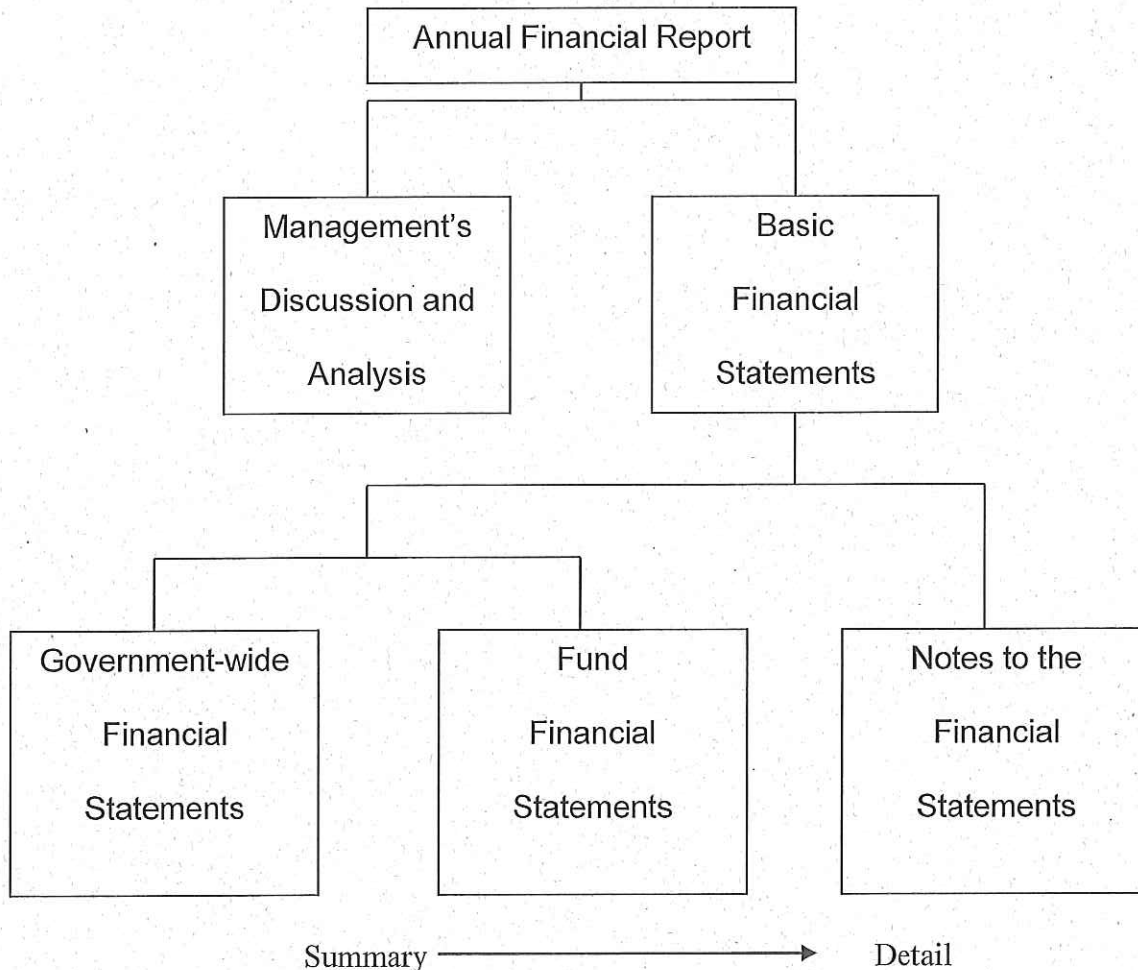 Annual Financial Report
Management's
Discussion and
Analysis
Basic
Financial
Statements
Government-wide
Financial
Statements
Fund
Financial
Statements
Notes to the
Financial
Statements
Summary
Detail